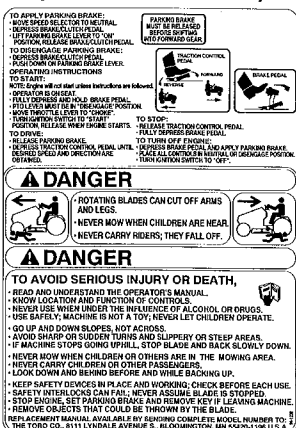 TO APPLY PARKING BRAKE:
• MOVE SPEED SELECTOR TO NEUTRAL.
• DEPRESS BRAKE/CLUTCH PEDAL.
• LIFT PARKING BRAKE LEVER TO "ON"
POSITION, RELEASE BRAKE/CLUTCH PEDAL.
TO DISENGAGE PARKING BRAKE:
• DEPRESS BRAKE/CLUTCH PEDAL.
• PUSH DOWN ON PARKING BRAKE LEVER.
PARKING BRAKE
MUST BE RELEASED
BEFORE SHIFTING
INTO FORWARD GEAR.
TRACTION CONTROL
PEDAL
FORWARD
REVERSE
BRAKE PEDAL
OPERATING INSTRUCTIONS
TO START:
NOTE: Engine will not start unless instructions are followed.
• OPERATOR IS ON SEAT.
• FULLY DEPRESS AND HOLD BRAKE PEDAL.
• PTO LEVER MUST BE IN "DISENGAGE" POSITION.
• MOVE THROTTLE LEVER TO "CHOKE".
• TURN IGNITION SWITCH TO "START"
POSITION, RELEASE WHEN ENGINE STARTS.
TO DRIVE:
• RELEASE PARKING BRAKE.
• DEPRESS TRACTION CONTROL PEDAL UNTIL
DESIRED SPEED AND DIRECTION ARE
OBTAINED.
TO STOP:
• RELEASE TRACTION CONTROL PEDAL.
• FULLY DEPRESS BRAKE PEDAL.
TO TURN OFF ENGINE:
• DEPRESS BRAKE PEDAL AND APPLY PARKING BRAKE.
• PLACE ALL CONTROLS IN NEUTRAL OR DISENGAGE POSITION.
• TURN IGNITION SWITCH TO "OFF".
DANGER
• ROTATING BLADES CAN CUT OFF ARMS
AND LEGS.
• NEVER MOW WHEN CHILDREN ARE NEAR.
• NEVER CARRY RIDERS; THEY FALL OFF.
DANGER
TO AVOID SERIOUS INJURY OR DEATH,
• READ AND UNDERSTAND THE OPERATOR'S MANUAL.
• KNOW LOCATION AND FUNCTION OF CONTROLS.
• NEVER USE WHEN UNDER THE INFLUENCE OF ALCOHOL OR DRUGS.
• USE SAFELY; MACHINE IS NOT A TOY; NEVER LET CHILDREN OPERATE.
• GO UP AND DOWN SLOPES, NOT ACROSS.
• AVOID SHARP OR SUDDEN TURNS AND SLIPPERY OR STEEP AREAS.
• IF MACHINE STOPS GOING UPHILL, STOP BLADE AND BACK SLOWLY DOWN.
• NEVER MOW WHEN CHILDREN OR OTHERS ARE IN THE MOWING AREA.
• NEVER CARRY CHILDREN OR OTHER PASSENGERS.
• LOOK DOWN AND BEHIND BEFORE AND WHILE BACKING UP.
• KEEP SAFETY DEVICES IN PLACE AND WORKING; CHECK BEFORE EACH USE.
• SAFETY INTERLOCKS CAN FAIL; NEVER ASSUME BLADE IS STOPPED.
• STOP ENGINE, SET PARKING BRAKE AND REMOVE KEY IF LEAVING MACHINE.
• REMOVE OBJECTS THAT COULD BE THROWN BY THE BLADE.
REPLACEMENT MANUAL AVAILABLE BY SENDING COMPLETE MODEL NUMBER TO:
THE TORO CO., 8111 LYNDALE AVENUE S., BLOOMINGTON, MN 55420-1196 U.S.A.